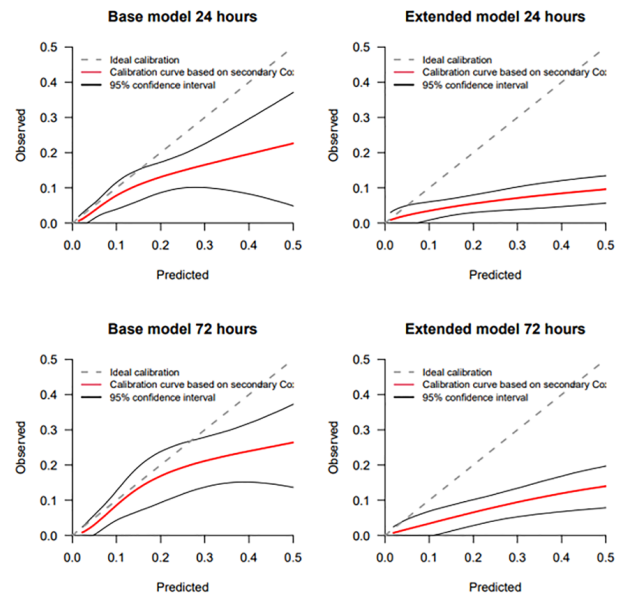 Base model 24 hours
0.5
0.4
0.3
0.2
0.1
0.0
Observed
Ideal calibration
Calibration curve based on secondary Co
95% confidence interval
0.0 0.1 0.2 0.3 0.4 0.5
Predicted
Extended model 24 hours
0.5
0.4
0.3
0.2
0.1
0.0
Observed
Ideal calibration
Calibration curve based on secondary Co
95% confidence interval
0.0 0.1 0.2 0.3 0.4 0.5
Predicted
Base model 72 hours
0.5
0.4
0.3
0.2
0.1
0.0
Observed
Ideal calibration
Calibration curve based on secondary Co
95% confidence interval
0.0 0.1 0.2 0.3 0.4 0.5
Predicted
Extended model 72 hours
0.5
0.4
0.3
0.2
0.1
0.0
Observed
Ideal calibration
Calibration curve based on secondary Co
95% confidence interval
0.0 0.1 0.2 0.3 0.4 0.5
Predicted